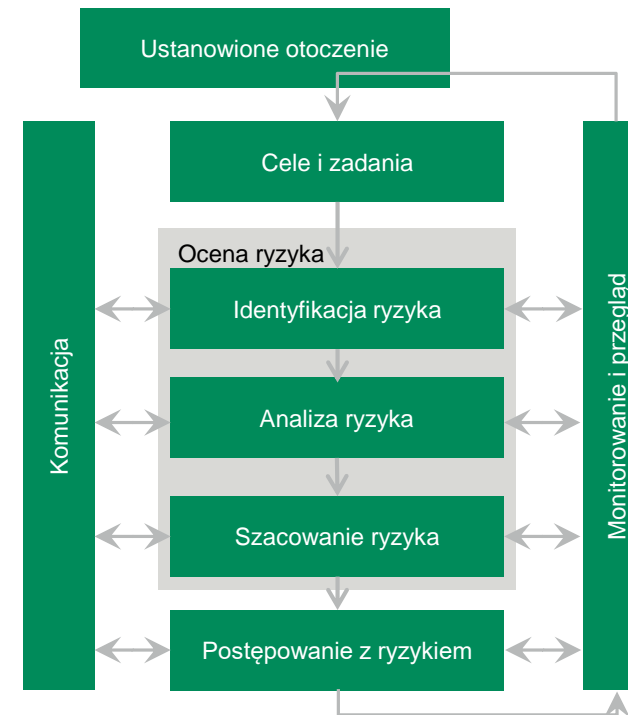 Ustanowione otoczenie
Cele i zadania
Ocena ryzyka
Identyfikacja ryzyka
Analiza ryzyka
Szacowanie ryzyka
Postępowanie z ryzykiem
Komunikacja
Monitorowanie i przegląd